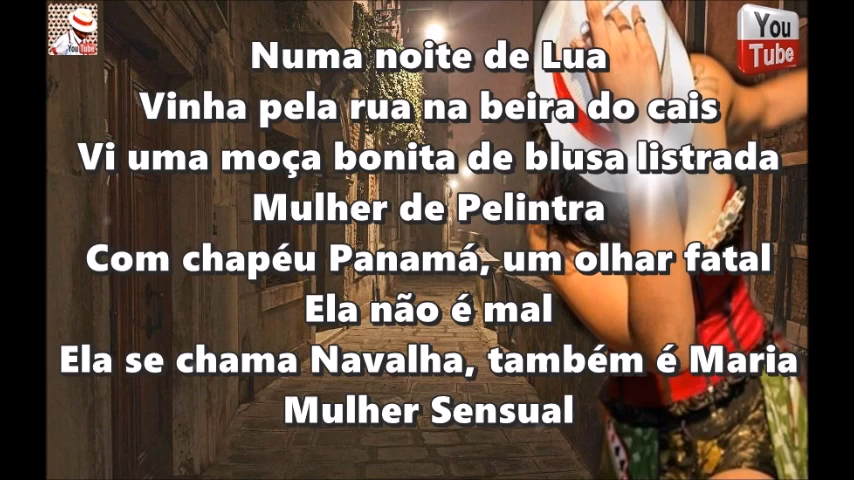 You
Tube
You Tube
Numa noite de Lua
Vinha pela rua na beira do cais
Vi uma moça bonita de blusa listrada
Mulher de Pelintra
Com chapéu Panamá, um olhar fatal
Ela não é mal
Ela se chama Navalha, também é Maria
Mulher Sensual